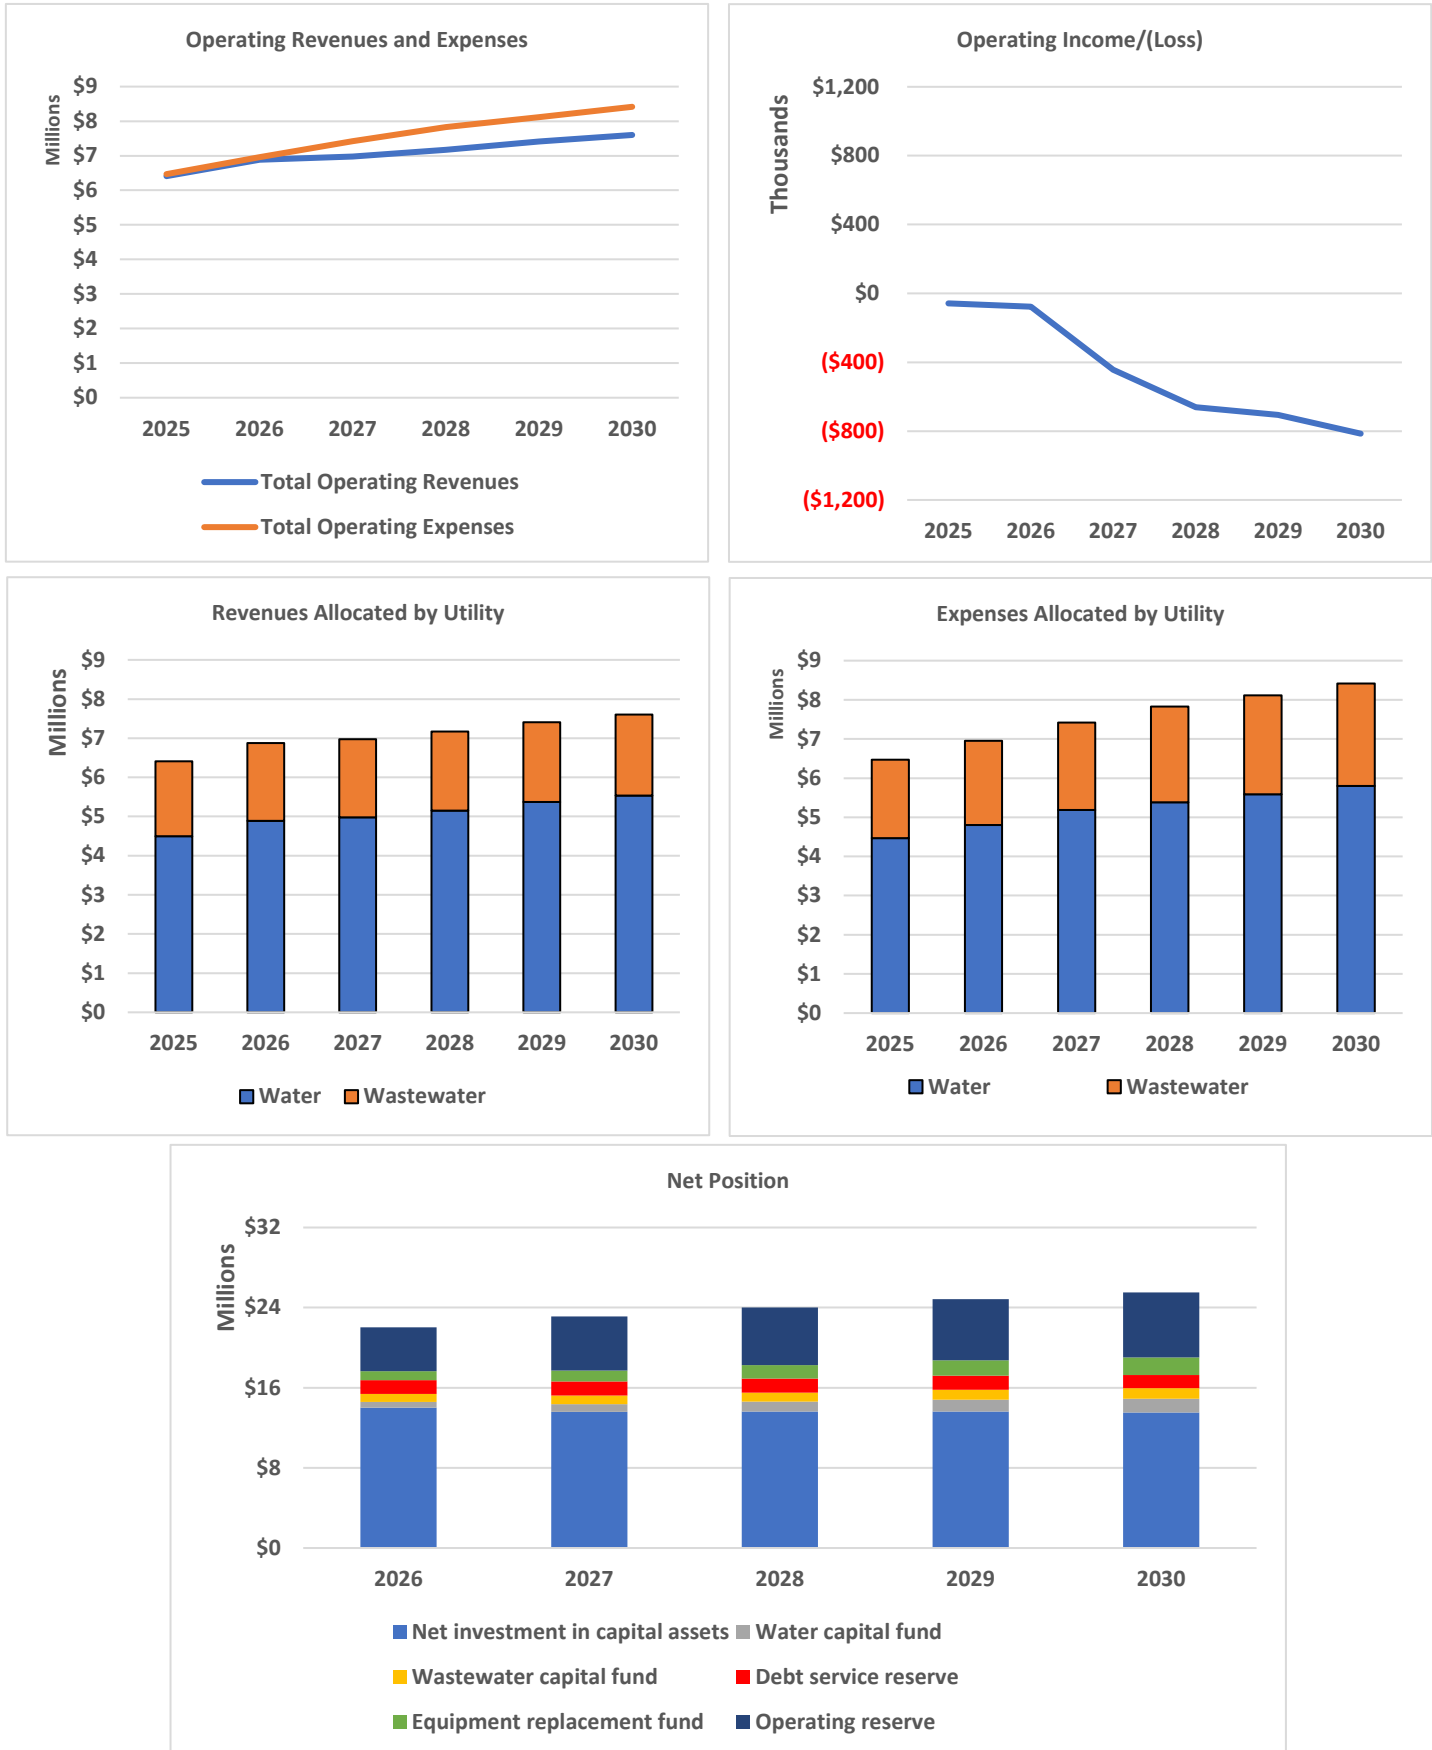 Operating Revenues and Expenses
Millions
$9
$8
$7
$6
$5
$4
$3
$2
$1
$0
2025 2026 2027 2028 2029 2030
Total Operating Revenues
Total Operating Expenses
Operating Income/(Loss)
Thousands
$1,200
$800
$400
$0
($400)
($800)
($1,200)
2025 2026 2027 2028 2029 2030
Revenues Allocated by Utility
Millions
$9
$8
$7
$6
$5
$4
$3
$2
$1
$0
2025 2026 2027 2028 2029 2030
Water Wastewater
Expenses Allocated by Utility
Millions
$9
$8
$7
$6
$5
$4
$3
$2
$1
$0
2025 2026 2027 2028 2029 2030
Water Wastewater
Net Position
Millions
$32
$24
$16
$8
$0
2026 2027 2028 2029 2030
Net investment in capital assets Water capital fund
Wastewater capital fund Debt service reserve
Equipment replacement fund Operating reserve